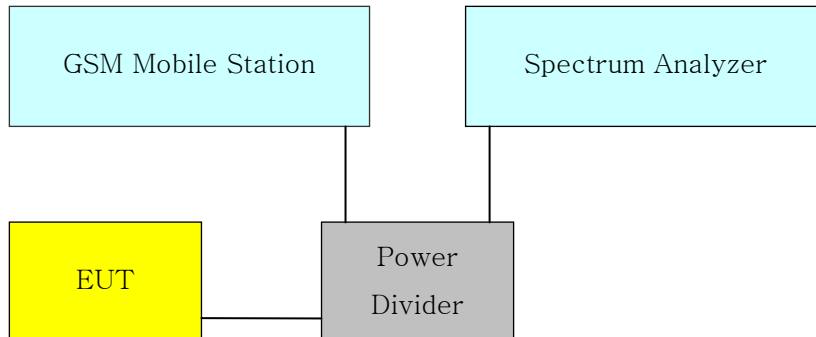 GSM Mobile Station
Spectrum Analyzer
EUT
Power
Divider